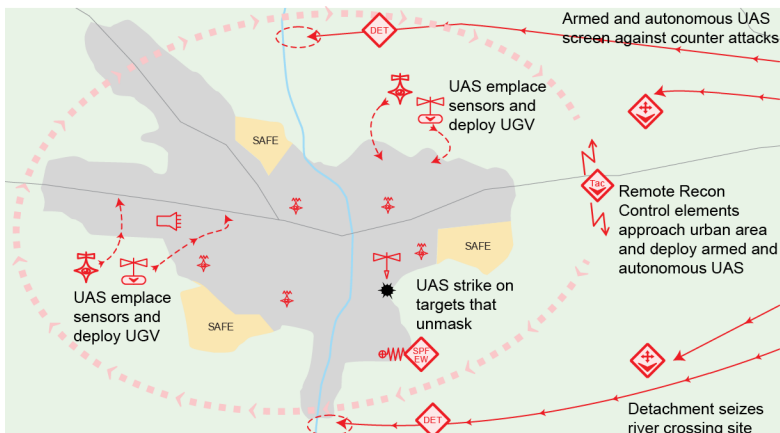 Armed and autonomous UAS
screen against counter attacks
DET
UAS emplace
sensors and
deploy UGV
SAFE
Tac
Remote Recon
Control elements
approach urban area
and deploy armed and
autonomous UAS
SAFE
UAS strike on
targets that
unmask
UAS emplace
sensors and
deploy UGV
SAFE
SPF
EW
DET
Detachment seizes
river crossing site